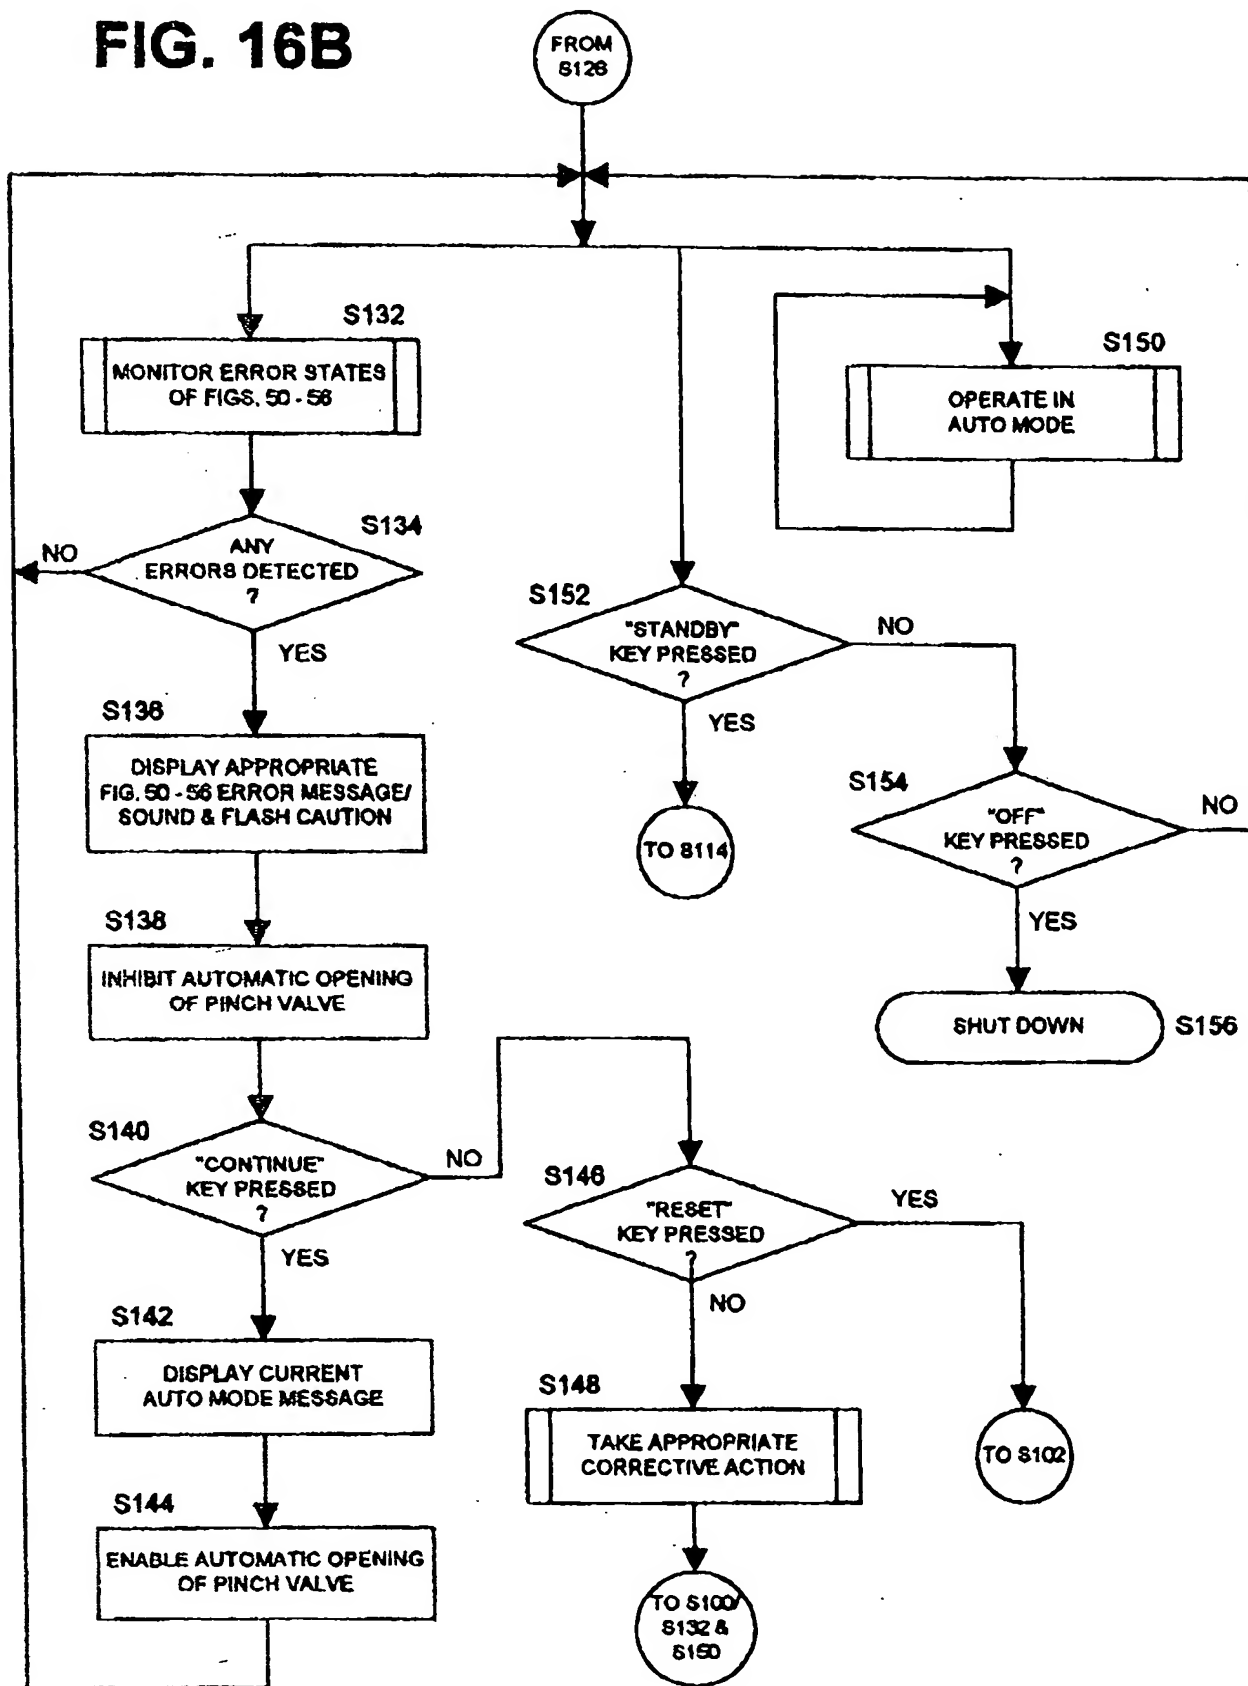 FIG. 16B
FROM
S128
S132
MONITOR ERROR STATES
OF FIGS. 50 - 56
S150
OPERATE IN
AUTO MODE
S134
ANY
ERRORS DETECTED
?
NO
YES
S152
"STANDBY"
KEY PRESSED
?
NO
YES
S136
DISPLAY APPROPRIATE
FIG. 50 - 56 ERROR MESSAGE/
SOUND & FLASH CAUTION
TO S114
S154
"OFF"
KEY PRESSED
?
NO
YES
S138
INHIBIT AUTOMATIC OPENING
OF PINCH VALVE
SHUT DOWN
S156
S140
"CONTINUE"
KEY PRESSED
?
NO
YES
S146
"RESET"
KEY PRESSED
?
YES
NO
S142
DISPLAY CURRENT
AUTO MODE MESSAGE
S148
TAKE APPROPRIATE
CORRECTIVE ACTION
TO S102
S144
ENABLE AUTOMATIC OPENING
OF PINCH VALVE
TO S100/
S132 &
S150